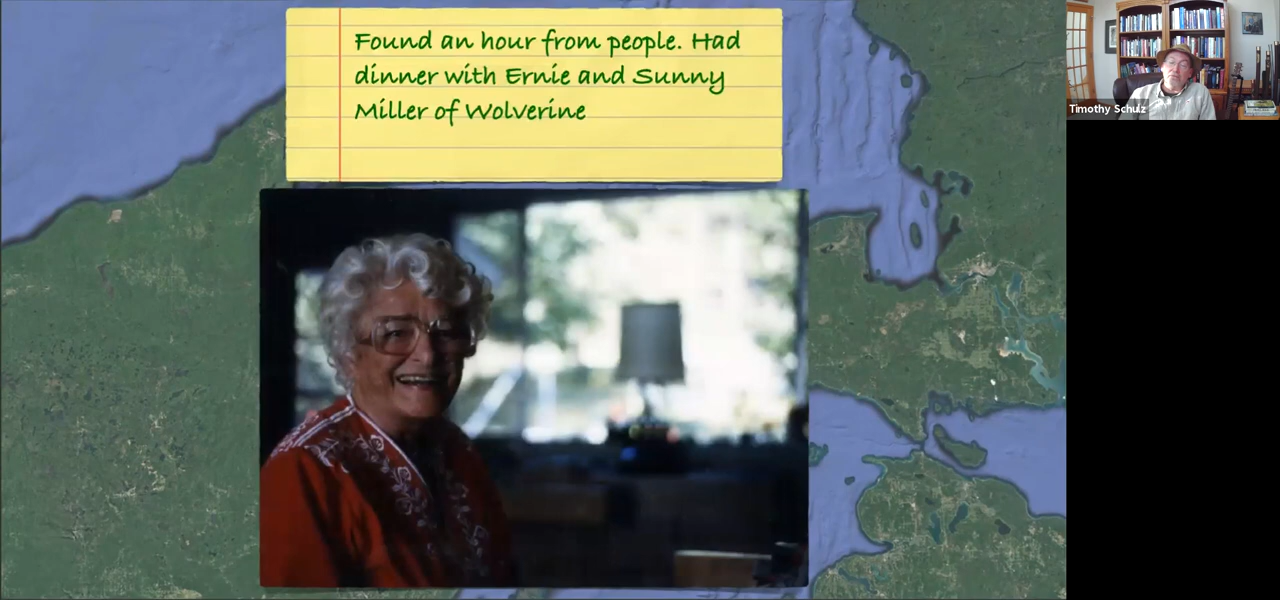 Found an hour from people. Had
dinner with Ernie and Sunny
Miller of Wolverine
Timothy Schulz